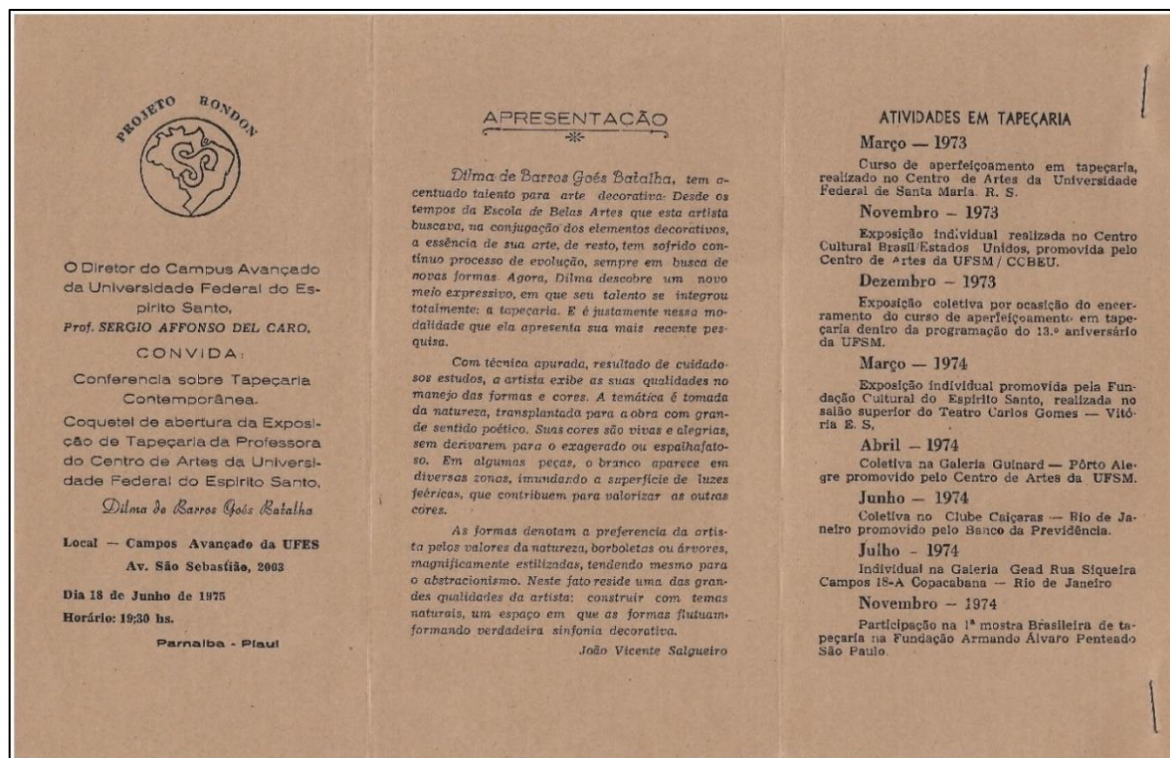 PROJETO RONDON
O Diretor do Campus Avançado
da Universidade Federal do Es-
pirito Santo,
Prof. SERGIO AFFONSO DEL CARO,
CONVIDA:
Conferencia sobre Tapeçaria
Contemporânea.
Coquetel de abertura da Exposi-
ção de Tapeçaria da Professora
do Centro de Artes da Universi-
dade Federal do Espirito Santo,
Dilma de Barros Goés Batalha
Local — Campos Avançado da UFES
Av. São Sebastião, 2003
Dia 18 de Junho de 1975
Horário: 19:30 hs.
Parnaiba - Piaui
APRESENTAÇÃO
Dilma de Barros Goés Batalha, tem a-
centuado talento para arte decorativa. Desde os
tempos da Escola de Belas Artes que esta artista
buscava, na conjugação dos elementos decorativos,
a essência de sua arte, de resto, tem sofrido con-
tinuo processo de evolução, sempre em busca de
novas formas. Agora, Dilma descobre um novo
meio expressivo, em que seu talento se integrou
totalmente: a tapeçaria. E é justamente nessa mo-
dalidade que ela apresenta sua mais recente pes-
quisa.
Com técnica apurada, resultado de cuidado-
sos estudos, a artista exibe as suas qualidades no
manejo das formas e cores. A temática é tomada
da natureza, transplantada para a obra com gran-
de sentido poético. Suas cores são vivas e alegrias,
sem derivarem para o exagerado ou espalhafato-
so. Em algumas peças, o branco aparece em
diversas zonas, imundando a superficie de luzes
feéricas, que contribuem para valorizar as outras
cores.
As formas denotam a preferencia da artis-
ta pelos valores da natureza, borboletas ou árvores,
magnificamente estilizadas, tendendo mesmo para
o abstracionismo. Neste fato reside uma das gran-
des qualidades da artista: construir com temas
naturais, um espaço em que as formas flutuam,
formando verdadeira sinfonia decorativa.
João Vicente Salgueiro
ATIVIDADES EM TAPEÇARIA
Março — 1973
Curso de aperfeiçoamento em tapeçaria,
realizado no Centro de Artes da Universidade
Federal de Santa Maria. R. S.
Novembro — 1973
Exposição individual realizada no Centro
Cultural Brasil/Estados Unidos, promovida pelo
Centro de Artes da UFSM / CCBEU.
Dezembro — 1973
Exposição coletiva por ocasição do encer-
ramento do curso de aperfeiçoamento em tape-
çaria dentro da programação do 13.º aniversário
da UFSM.
Março — 1974
Exposição individual promovida pela Fun-
dação Cultural do Espírito Santo, realizada no
salão superior do Teatro Carlos Gomes — Vitó-
ria E. S.
Abril — 1974
Coletiva na Galeria Guinard — Pôrto Ale-
gre promovido pelo Centro de Artes da UFSM.
Junho — 1974
Coletiva no Clube Caiçaras — Rio de Ja-
neiro promovido pelo Banco da Previdência.
Julho - 1974
Individual na Galeria Gead Rua Siqueira
Campos 18-A Copacabana — Rio de Janeiro
Novembro — 1974
Participação na 1ª mostra Brasileira de ta-
peçaria na Fundação Armando Álvaro Penteado
São Paulo.